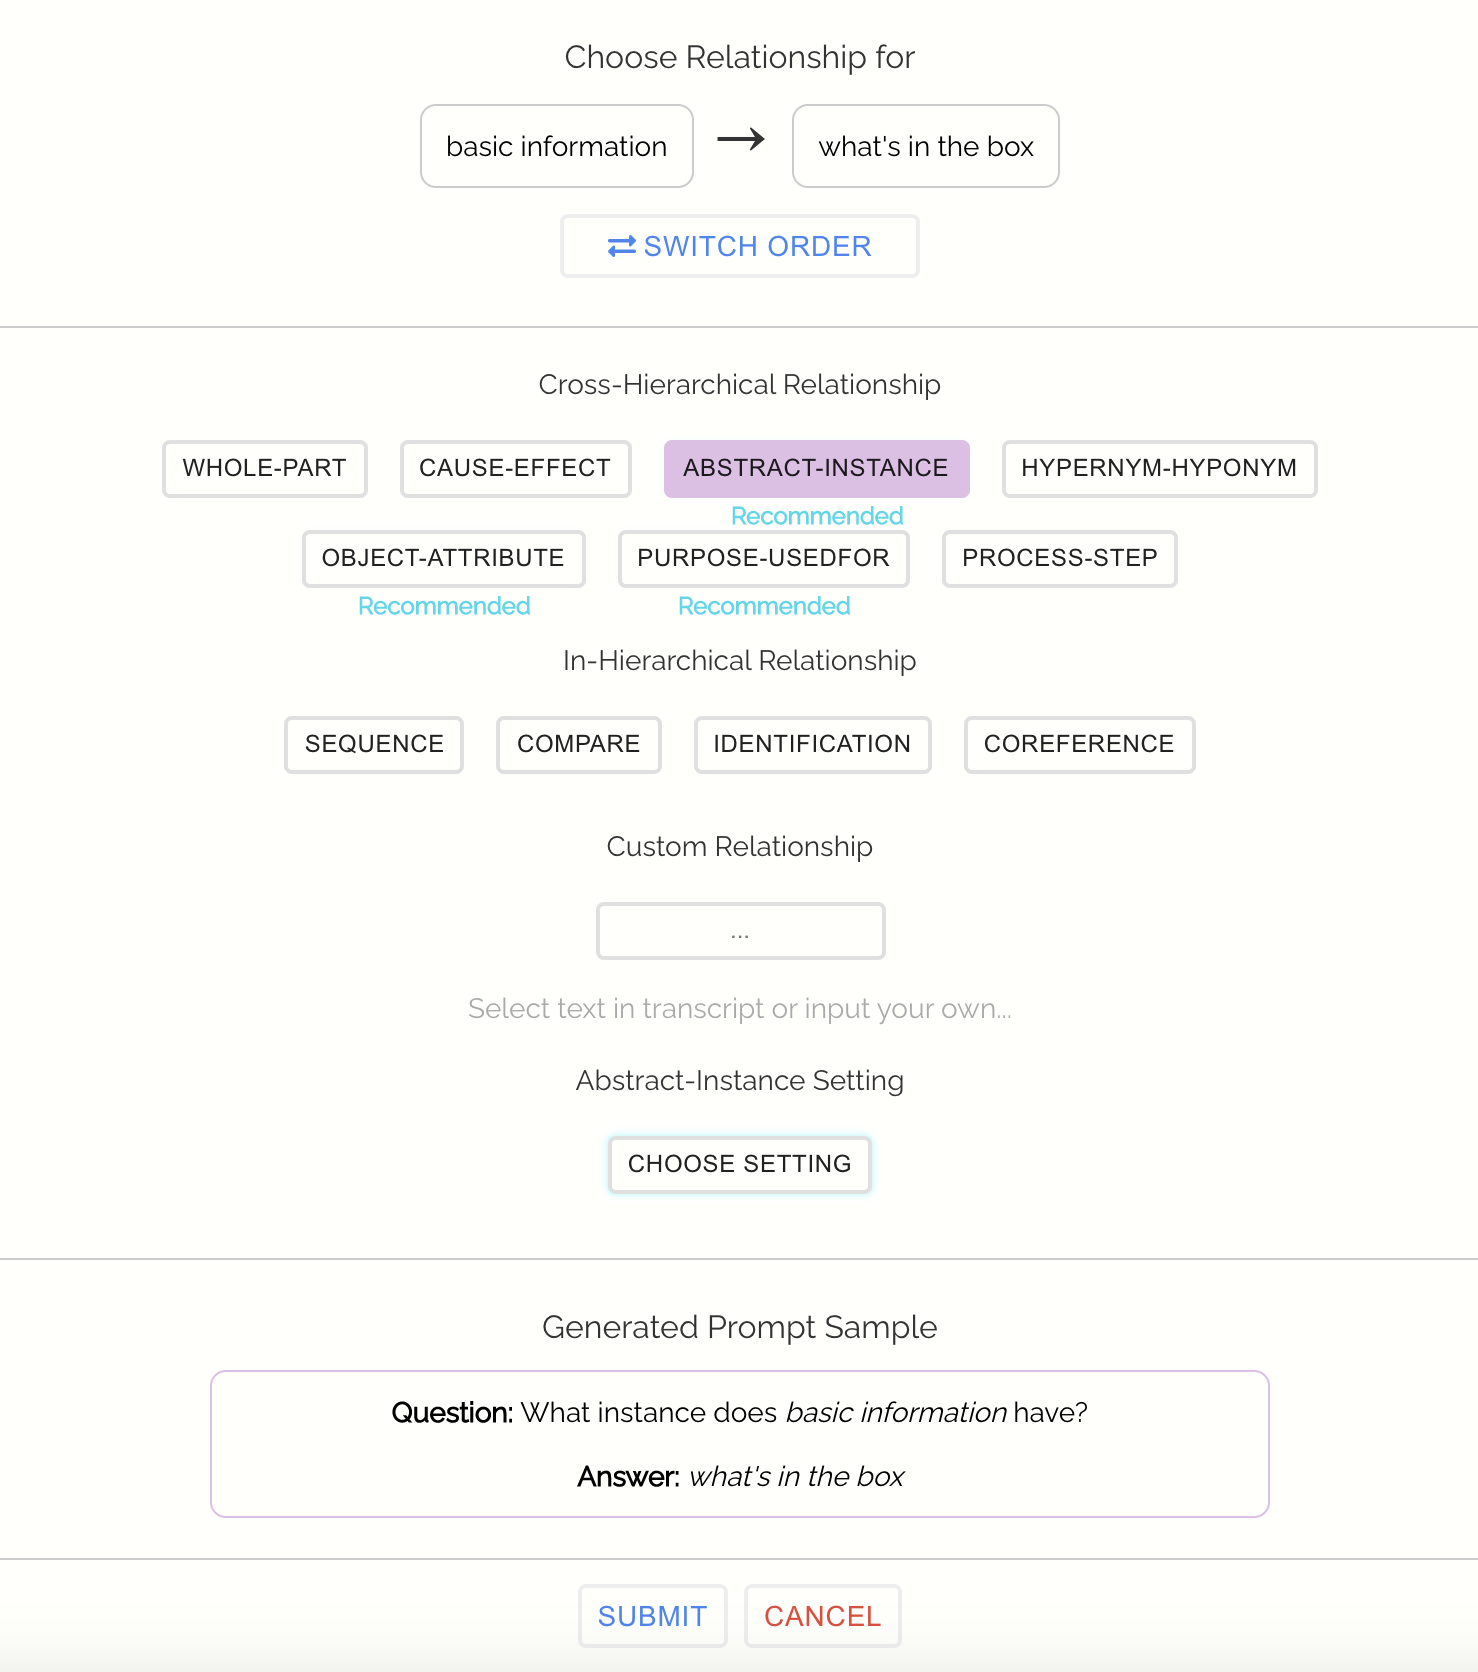 Choose Relationship for
basic information → what's in the box
SWITCH ORDER
Cross-Hierarchical Relationship
WHOLE-PART CAUSE-EFFECT ABSTRACT-INSTANCE HYPERNYM-HYPONYM
Recommended
OBJECT-ATTRIBUTE PURPOSE-USEDFOR PROCESS-STEP
Recommended Recommended
In-Hierarchical Relationship
SEQUENCE COMPARE IDENTIFICATION COREFERENCE
Custom Relationship
...
Select text in transcript or input your own...
Abstract-Instance Setting
CHOOSE SETTING
Generated Prompt Sample
Question: What instance does basic information have?
Answer: what's in the box
SUBMIT CANCEL